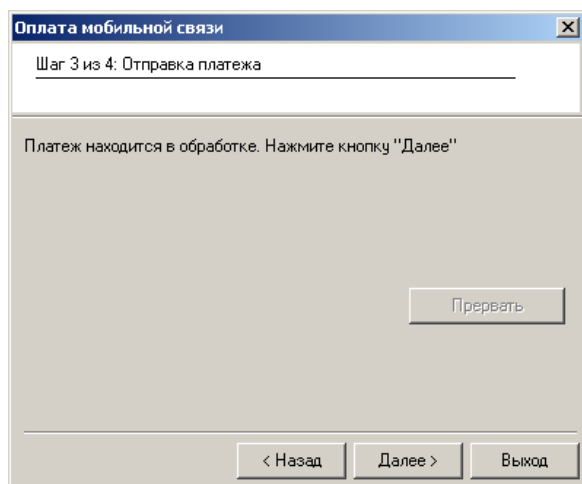 Оплата мобильной связи
Шаг 3 из 4: Отправка платежа
Платеж находится в обработке. Нажмите кнопку "Далее"
Прервать
< Назад Далее > Выход